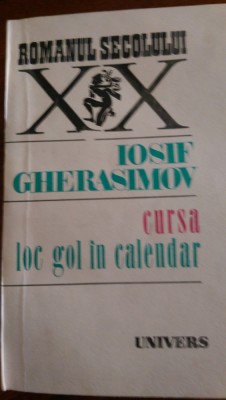 ROMANUL SECOLULUI
XX
IOSIF
GHERASIMOV
cursa
loc gol în calendar
UNIVERS